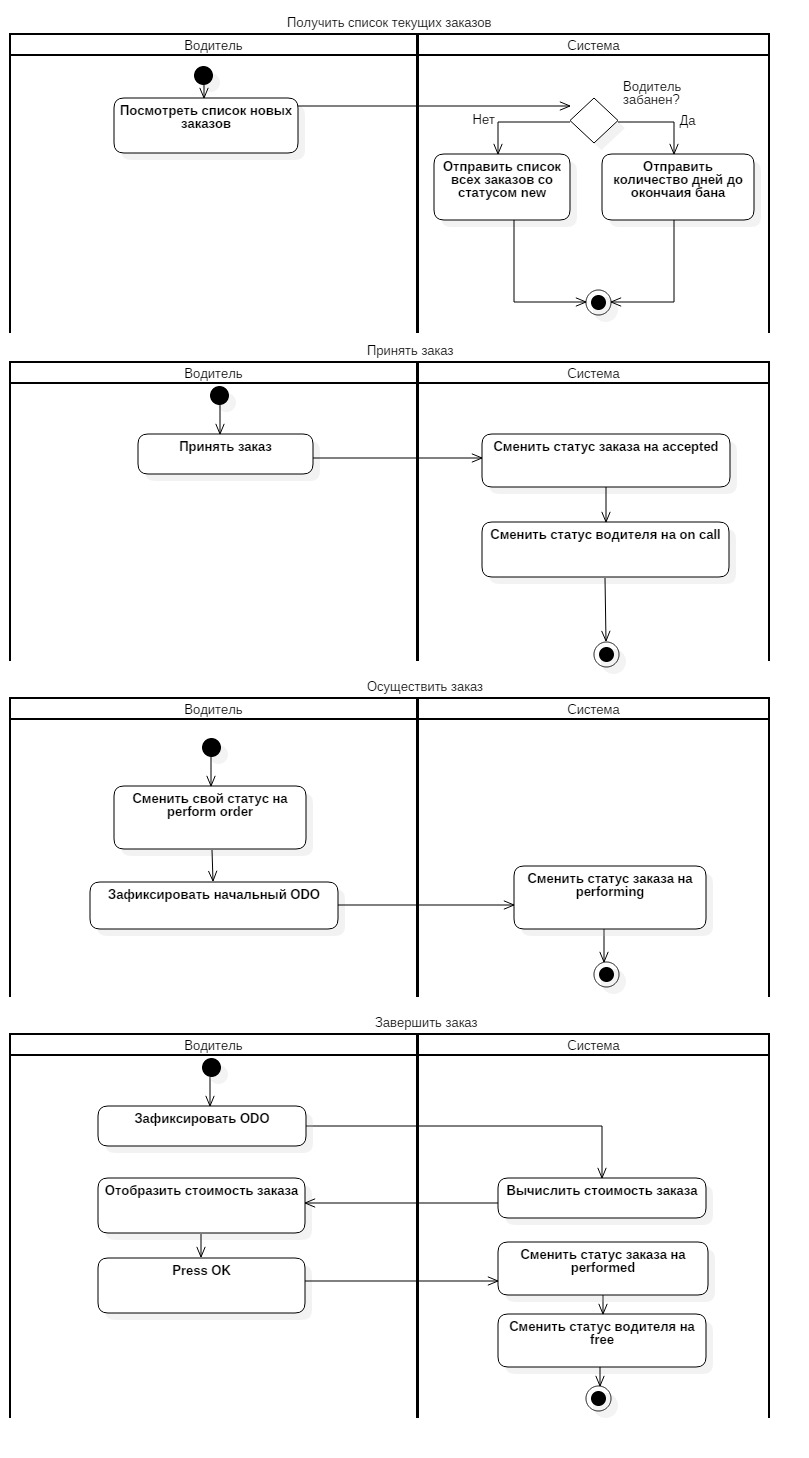 Получить список текущих заказов
Водитель
Система
Посмотреть список новых
заказов
Водитель
забанен?
Нет
Да
Отправить список
всех заказов со
статусом new
Отправить
количество дней до
окончаия бана
Принять заказ
Водитель
Система
Принять заказ
Сменить статус заказа на accepted
Сменить статус водителя на on call
Осуществить заказ
Водитель
Система
Сменить свой статус на
perform order
Зафиксировать начальный ODO
Сменить статус заказа на
performing
Завершить заказ
Водитель
Система
Зафиксировать ODO
Отобразить стоимость заказа
Вычислить стоимость заказа
Press OK
Сменить статус заказа на
performed
Сменить статус водителя на
free